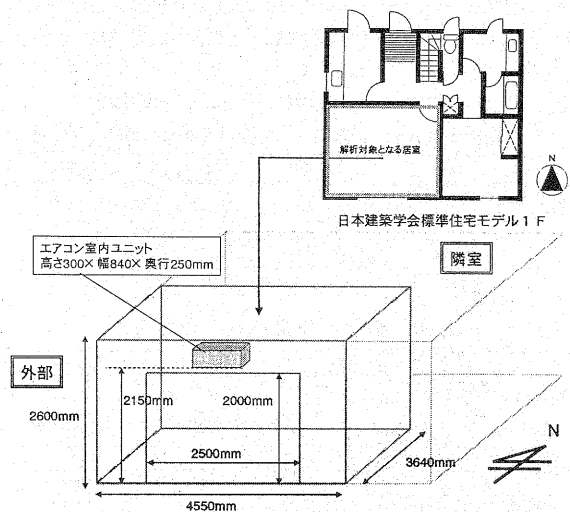 解析対象となる居室
N
日本建築学会標準住宅モデル１Ｆ
エアコン室内ユニット
高さ300×幅840×奥行250mm
隣室
外部
2600mm
2150mm
2000mm
2500mm
3640mm
4550mm
N